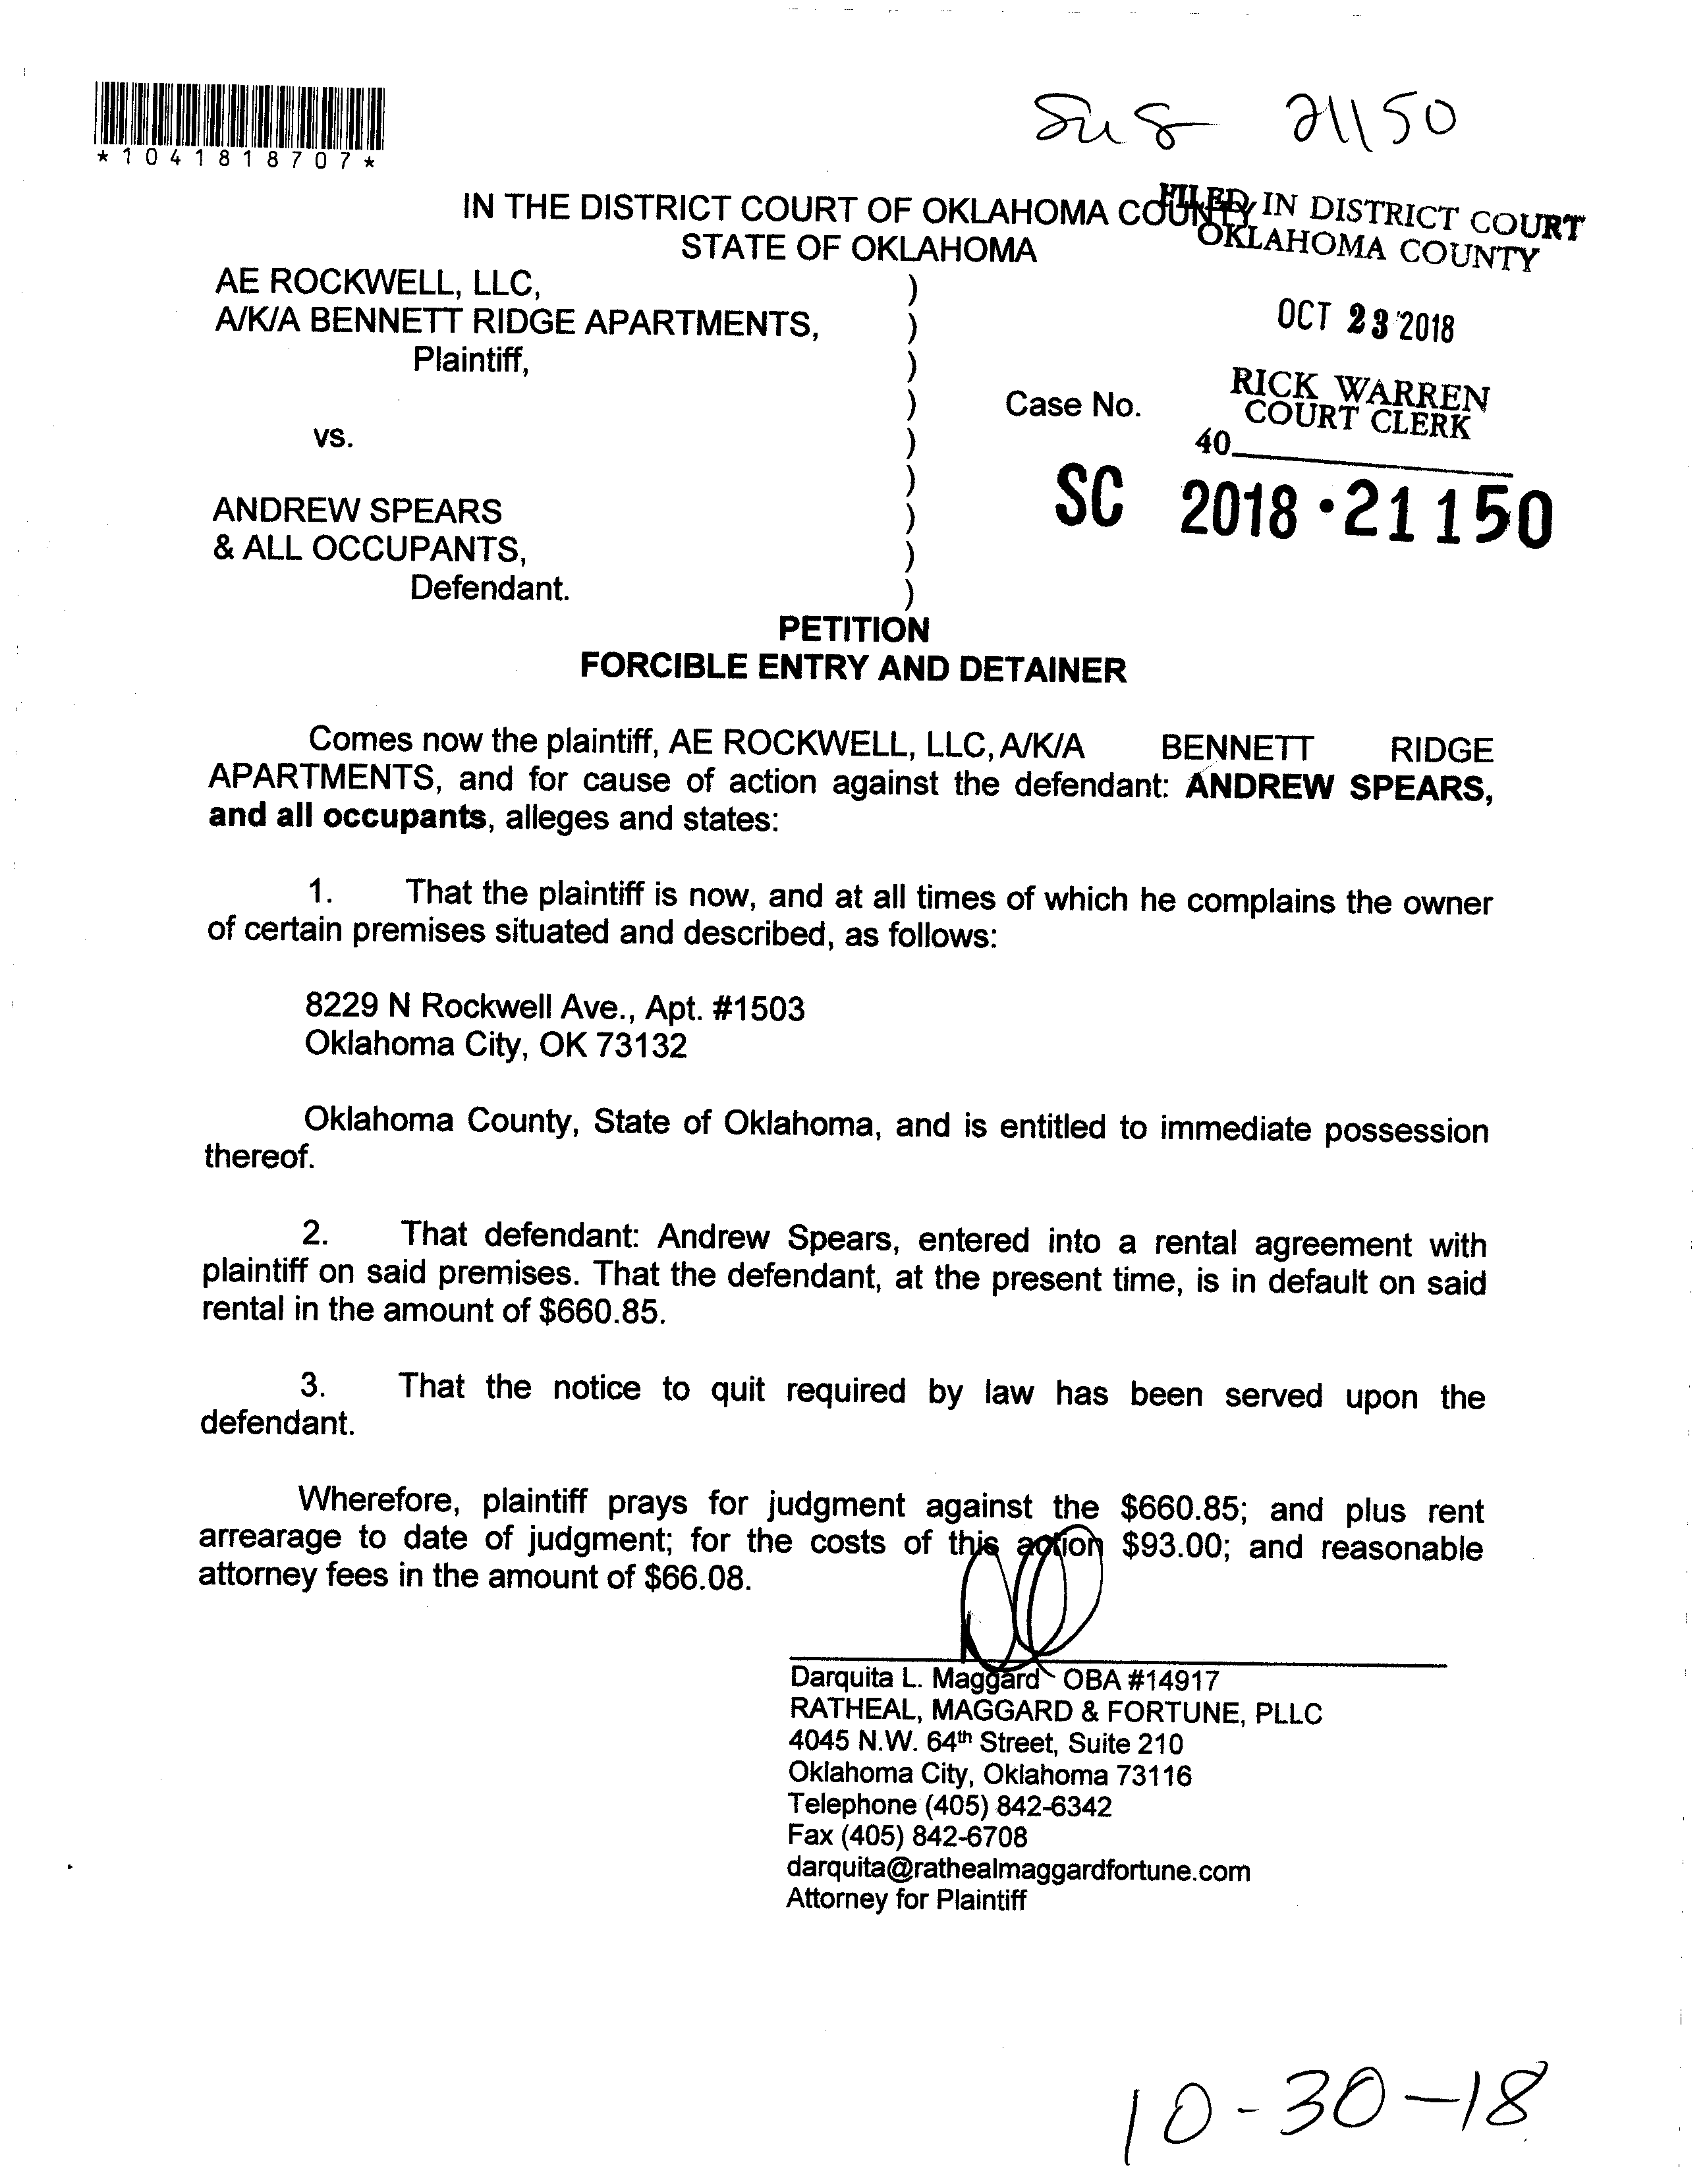 *1041818707*
21150
IN THE DISTRICT COURT OF OKLAHOMA COUNTY
STATE OF OKLAHOMA
FILED IN DISTRICT COURT
OKLAHOMA COUNTY
OCT 23 2018
RICK WARREN
COURT CLERK
40
AE ROCKWELL, LLC, )
A/K/A BENNETT RIDGE APARTMENTS, )
Plaintiff, )
) Case No.
vs. )
)
ANDREW SPEARS )
& ALL OCCUPANTS, )
Defendant. )
SC 2018 · 21150
PETITION
FORCIBLE ENTRY AND DETAINER
Comes now the plaintiff, AE ROCKWELL, LLC, A/K/A BENNETT RIDGE
APARTMENTS, and for cause of action against the defendant: ANDREW SPEARS,
and all occupants, alleges and states:
1. That the plaintiff is now, and at all times of which he complains the owner
of certain premises situated and described, as follows:
8229 N Rockwell Ave., Apt. #1503
Oklahoma City, OK 73132
Oklahoma County, State of Oklahoma, and is entitled to immediate possession
thereof.
2. That defendant: Andrew Spears, entered into a rental agreement with
plaintiff on said premises. That the defendant, at the present time, is in default on said
rental in the amount of $660.85.
3. That the notice to quit required by law has been served upon the
defendant.
Wherefore, plaintiff prays for judgment against the $660.85; and plus rent
arrearage to date of judgment; for the costs of this action $93.00; and reasonable
attorney fees in the amount of $66.08.
Darquita L. Maggard OBA #14917
RATHEAL, MAGGARD & FORTUNE, PLLC
4045 N.W. 64th Street, Suite 210
Oklahoma City, Oklahoma 73116
Telephone (405) 842-6342
Fax (405) 842-6708
darquita@rathealmaggardfortune.com
Attorney for Plaintiff
10-30-18